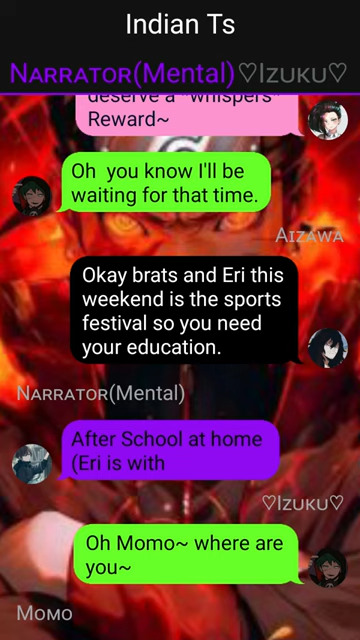 Indian Ts
Narrator(Mental) ♡Izuku♡
deserve a *whispers*
Reward~
Oh you know I'll be
waiting for that time.
Aizawa
Okay brats and Eri this
weekend is the sports
festival so you need
your education.
Narrator(Mental)
After School at home
(Eri is with
♡Izuku♡
Oh Momo~ where are
you~
Momo